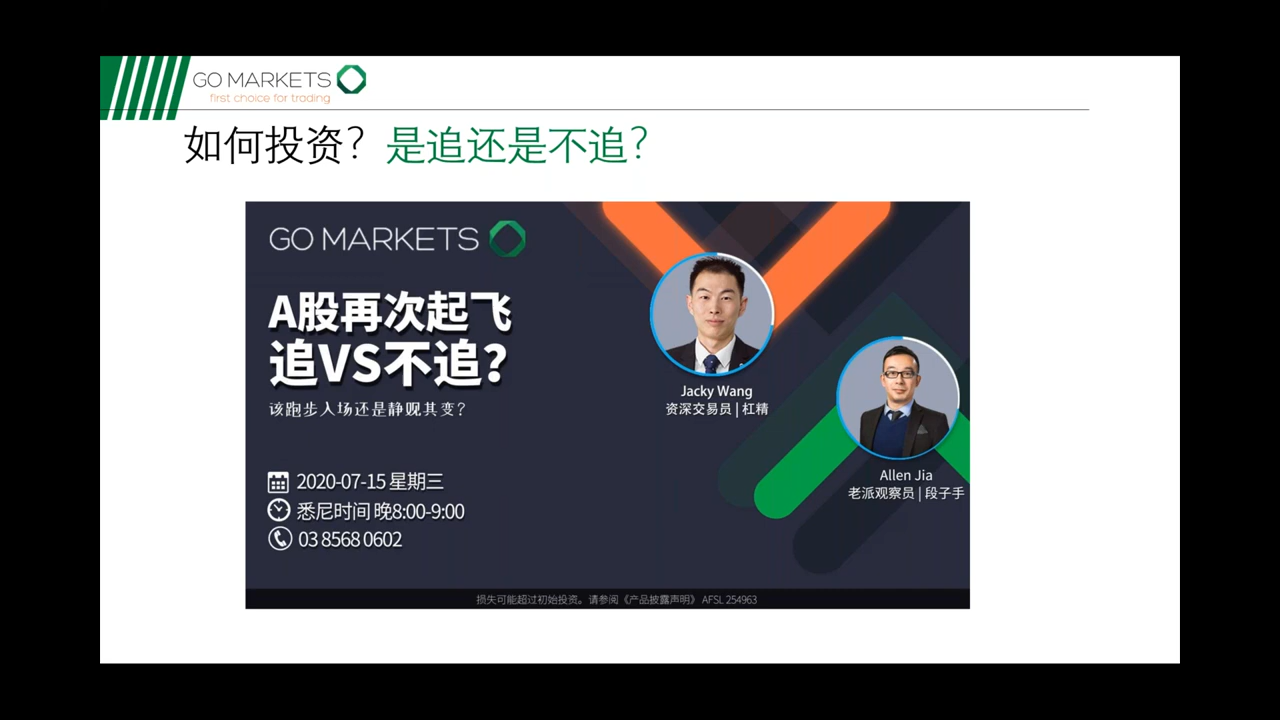 GO MARKETS
first choice for trading
如何投资？是追还是不追？
GO MARKETS
A股再次起飞
追VS不追？
该跑步入场还是静观其变？
2020-07-15 星期三
悉尼时间 晚8:00-9:00
03 8568 0602
Jacky Wang
资深交易员 | 杠精
Allen Jia
老派观察员 | 段子手
损失可能超过初始投资。请参阅《产品披露声明》 AFSL 254963